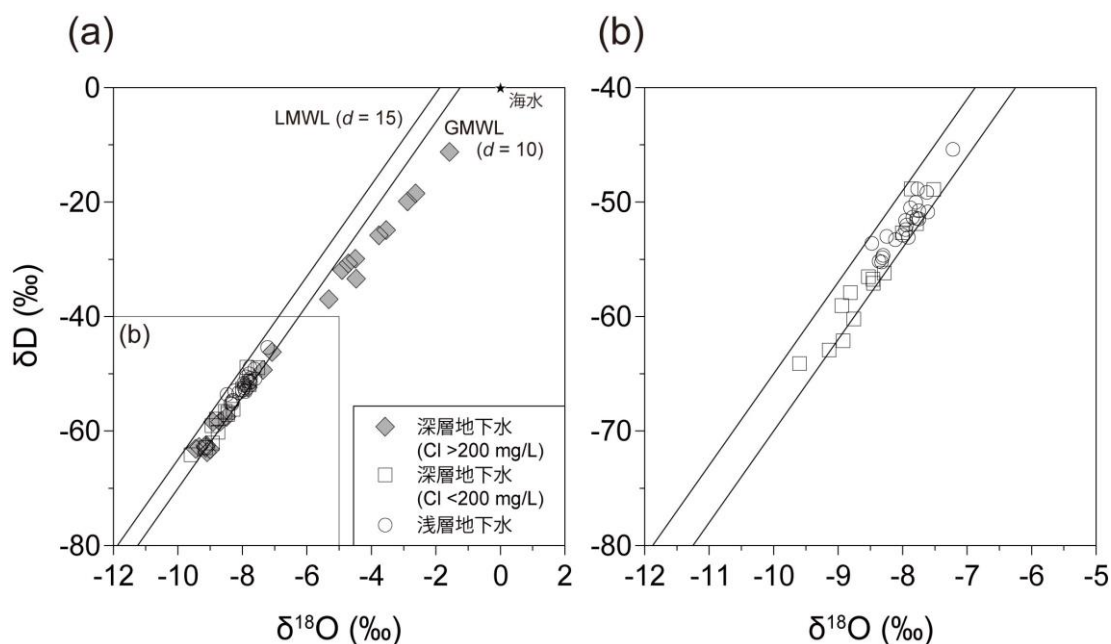 (a)
0
-20
-40
-60
-80
δD (‰)
LMWL (d = 15)
GMWL
(d = 10)
海水
(b)
深層地下水
(Cl >200 mg/L)
深層地下水
(Cl <200 mg/L)
浅層地下水
-12 -10 -8 -6 -4 -2 0 2
δ¹⁸O (‰)
(b)
-40
-50
-60
-70
-80
-12 -11 -10 -9 -8 -7 -6 -5
δ¹⁸O (‰)